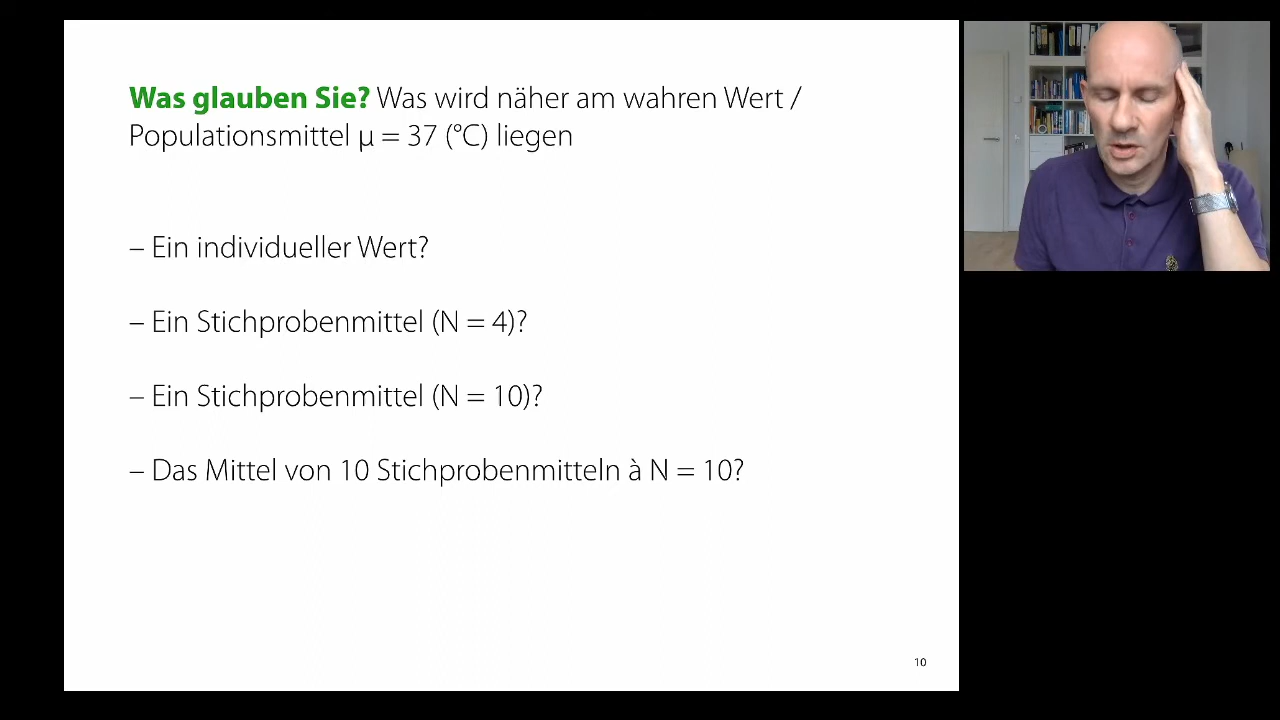 Was glauben Sie? Was wird näher am wahren Wert /
Populationsmittel µ = 37 (°C) liegen
– Ein individueller Wert?
– Ein Stichprobenmittel (N = 4)?
– Ein Stichprobenmittel (N = 10)?
– Das Mittel von 10 Stichprobenmitteln à N = 10?
10